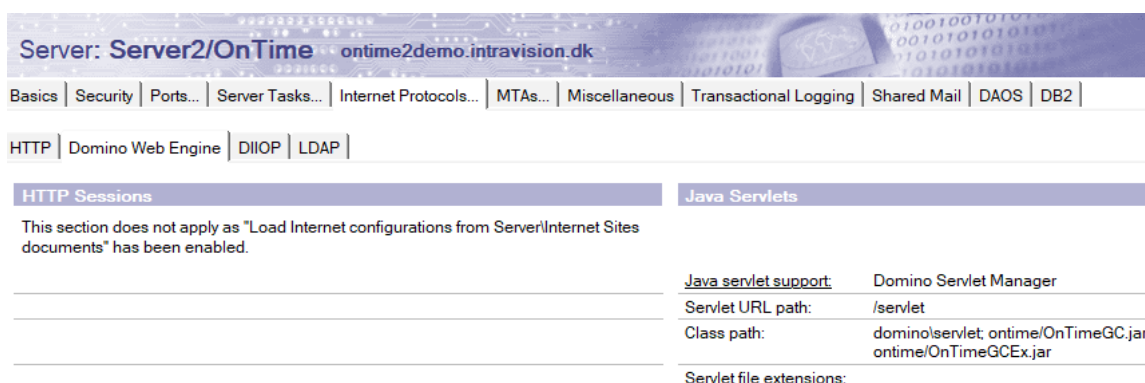 Server: Server2/OnTime ontime2demo.intravision.dk
Basics | Security | Ports... | Server Tasks... | Internet Protocols... | MTAs... | Miscellaneous | Transactional Logging | Shared Mail | DAOS | DB2 |
HTTP | Domino Web Engine | DIIOP | LDAP |
HTTP Sessions
This section does not apply as "Load Internet configurations from Server\Internet Sites
documents" has been enabled.
Java Servlets
Java servlet support: Domino Servlet Manager
Servlet URL path: /servlet
Class path: domino\servlet; ontime/OnTimeGC.jar
ontime/OnTimeGCEx.jar
Servlet file extensions: